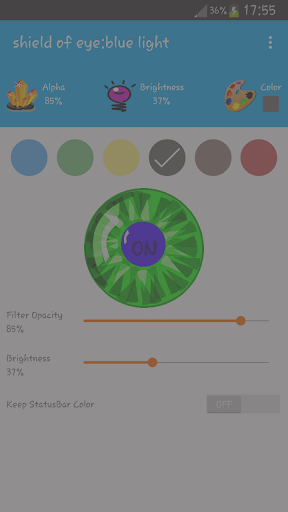 36% 17:55
shield of eye:blue light
Alpha
85%
Brightness
37%
Color
ON
Filter Opacity
85%
Brightness
37%
Keep StatusBar Color
OFF